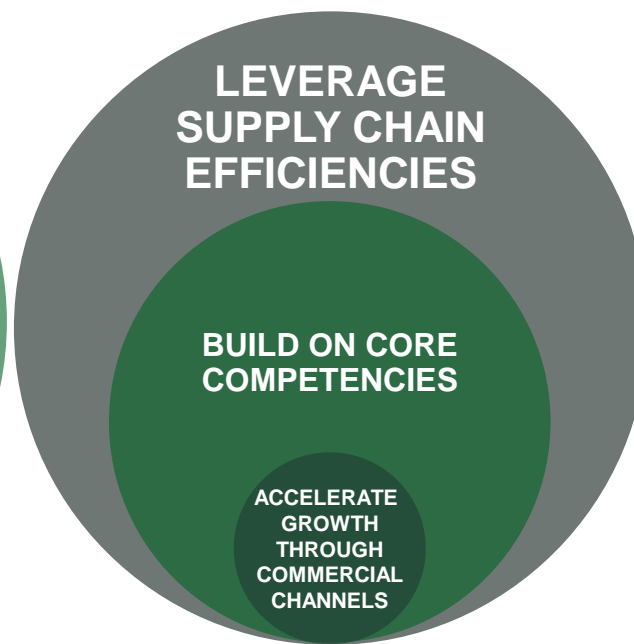 LEVERAGE
SUPPLY CHAIN
EFFICIENCIES
BUILD ON CORE
COMPETENCIES
ACCELERATE
GROWTH
THROUGH
COMMERCIAL
CHANNELS